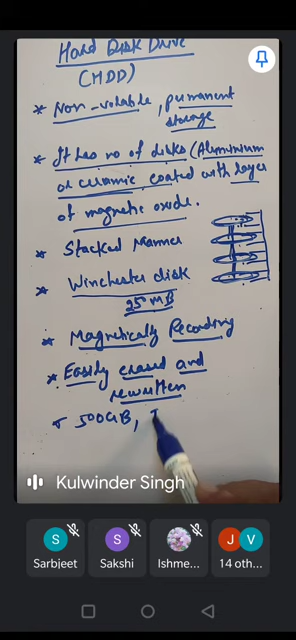 Hard Disk Drive
(HDD)
* Non-volable, permanent
storage
* It has no of disks (Aluminium
or ceramic coated with layer
of magnetic oxide.
* Stacked Manner
* Winchester disk
25 MB
* Magnetically Recording
* Easily erased and
rewritten
500GB,
Kulwinder Singh
S
S
J
V
Sarbjeet
Sakshi
Ishme...
14 oth...